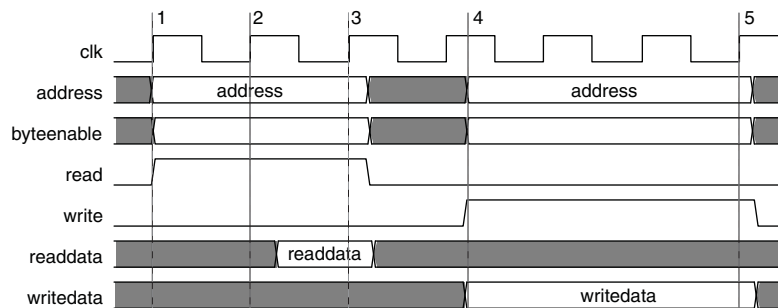 1 2 3 4 5
clk
address address address
byteenable
read
write
readdata readdata
writedata writedata